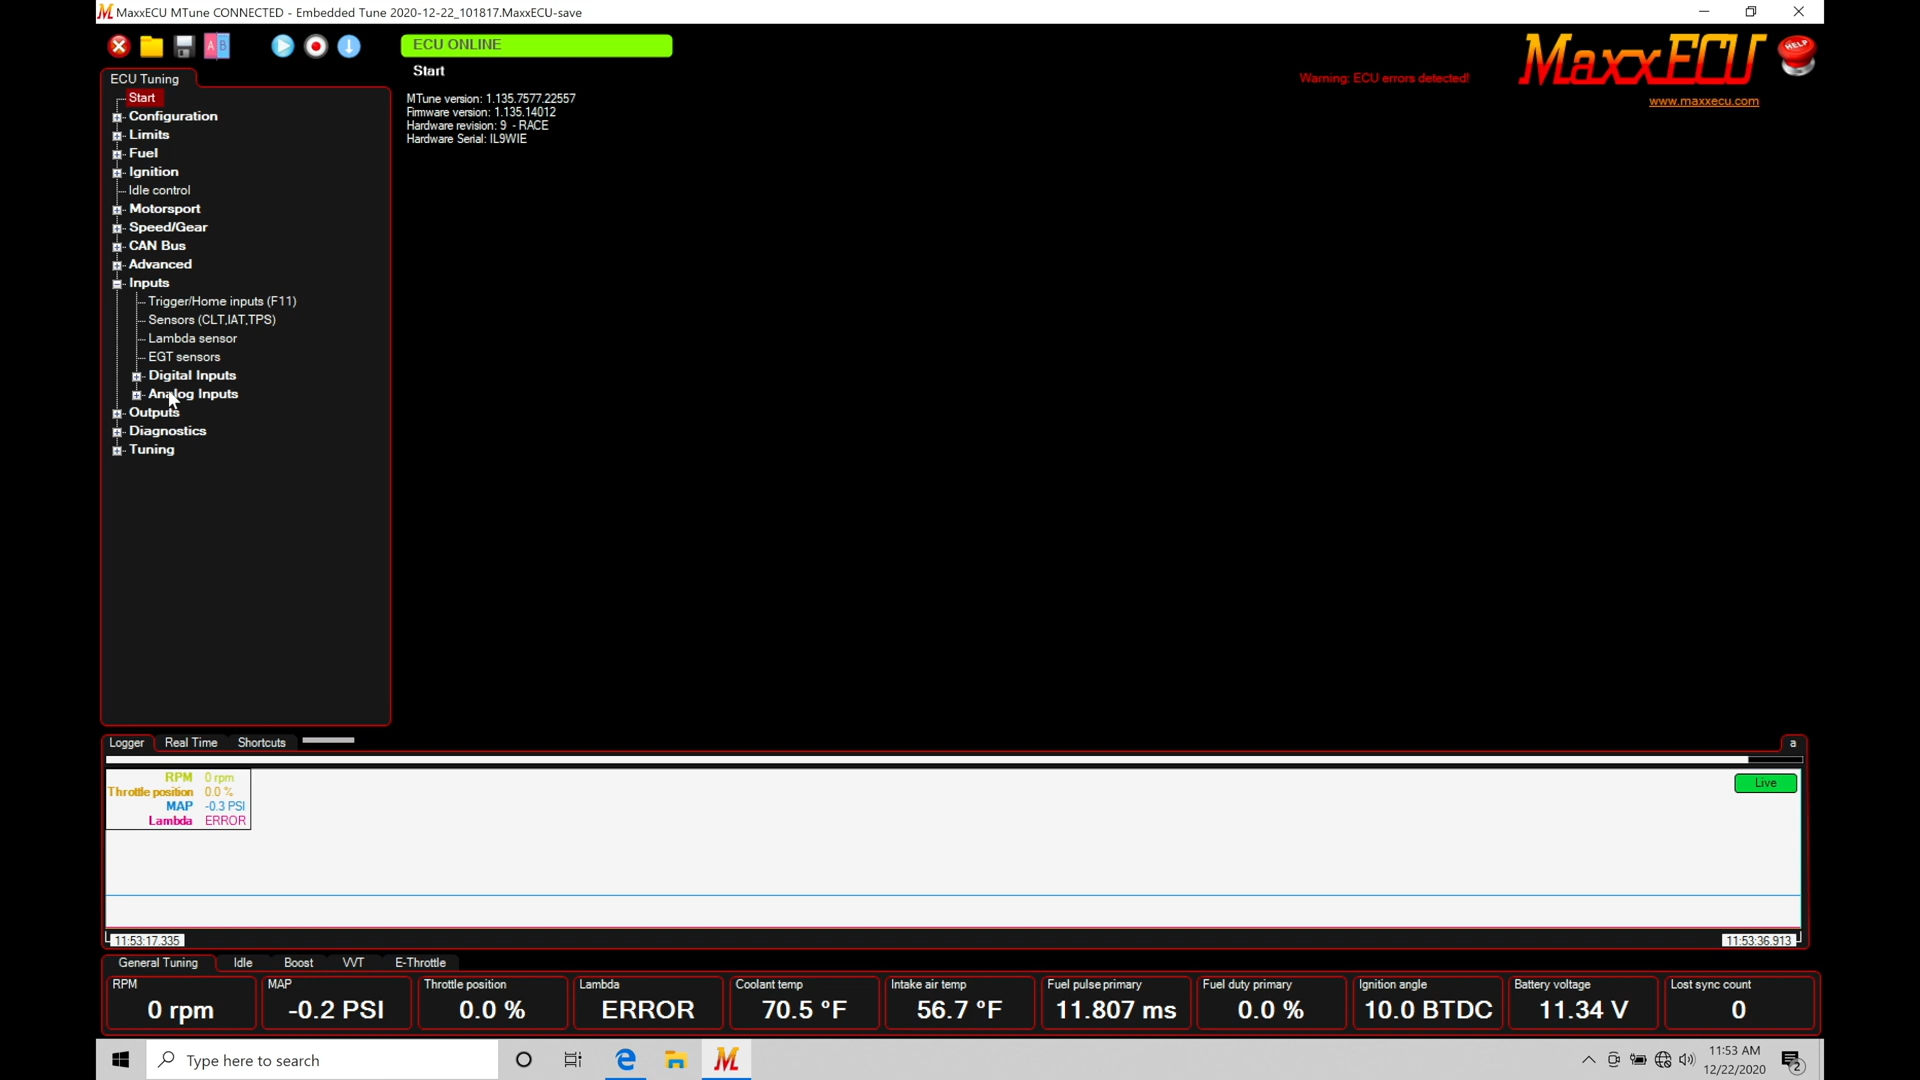 MaxxECU MTune CONNECTED - Embedded Tune 2020-12-22_101817.MaxxECU-save
A B
ECU ONLINE
MaxxECU
HELP
ECU Tuning
Start
Warning: ECU errors detected!
www.maxxecu.com
Start
Configuration
Limits
Fuel
Ignition
Idle control
Motorsport
Speed/Gear
CAN Bus
Advanced
Inputs
Trigger/Home inputs (F11)
Sensors (CLT,IAT,TPS)
Lambda sensor
EGT sensors
Digital Inputs
Analog Inputs
Outputs
Diagnostics
Tuning
MTune version: 1.135.7577.22557
Firmware version: 1.135.14012
Hardware revision: 9 - RACE
Hardware Serial: IL9WIE
Logger Real Time Shortcuts
a
RPM 0 rpm
Throttle position 0.0 %
MAP -0.3 PSI
Lambda ERROR
Live
11:53:17.335
11:53:36.913
General Tuning Idle Boost VVT E-Throttle
RPM MAP Throttle position Lambda Coolant temp Intake air temp Fuel pulse primary Fuel duty primary Ignition angle Battery voltage Lost sync count
0 rpm -0.2 PSI 0.0 % ERROR 70.5 °F 56.7 °F 11.807 ms 0.0 % 10.0 BTDC 11.34 V 0
Type here to search
11:53 AM
12/22/2020
2